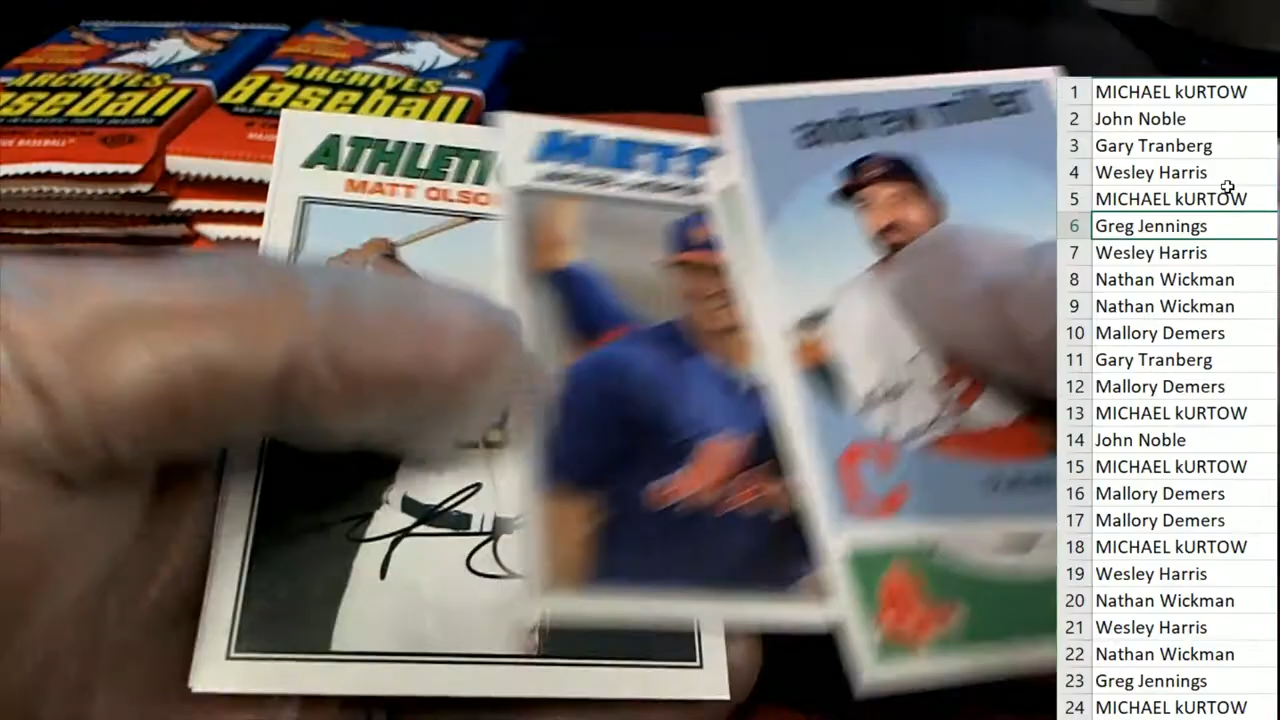 ARCHIVES
Baseball
ARCHIVES
Baseball
ATHLETI
MATT OLSO
METS
andrew miller
1 MICHAEL kURTOW
2 John Noble
3 Gary Tranberg
4 Wesley Harris
5 MICHAEL kURTOW
6 Greg Jennings
7 Wesley Harris
8 Nathan Wickman
9 Nathan Wickman
10 Mallory Demers
11 Gary Tranberg
12 Mallory Demers
13 MICHAEL kURTOW
14 John Noble
15 MICHAEL kURTOW
16 Mallory Demers
17 Mallory Demers
18 MICHAEL kURTOW
19 Wesley Harris
20 Nathan Wickman
21 Wesley Harris
22 Nathan Wickman
23 Greg Jennings
24 MICHAEL kURTOW